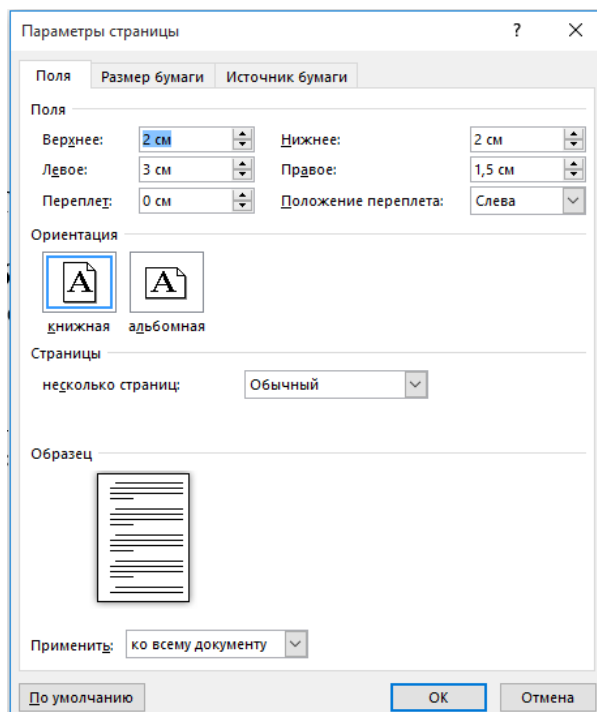 Параметры страницы ?
Поля Размер бумаги Источник бумаги
Поля
Верхнее: 2 см Нижнее: 2 см
Левое: 3 см Правое: 1,5 см
Переплет: 0 см Положение переплета: Слева
Ориентация
A A
книжная альбомная
Страницы
несколько страниц: Обычный
Образец
Применить: ко всему документу
По умолчанию ОК Отмена